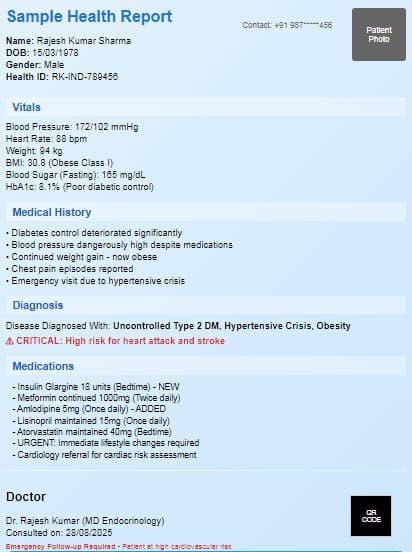 Sample Health Report
Contact: +91 987*****456
Patient
Photo
Name: Rajesh Kumar Sharma
DOB: 15/03/1978
Gender: Male
Health ID: RK-IND-789456
Vitals
Blood Pressure: 172/102 mmHg
Heart Rate: 88 bpm
Weight: 94 kg
BMI: 30.8 (Obese Class I)
Blood Sugar (Fasting): 165 mg/dL
HbA1c: 8.1% (Poor diabetic control)
Medical History
• Diabetes control deteriorated significantly
• Blood pressure dangerously high despite medications
• Continued weight gain - now obese
• Chest pain episodes reported
• Emergency visit due to hypertensive crisis
Diagnosis
Disease Diagnosed With: Uncontrolled Type 2 DM, Hypertensive Crisis, Obesity
⚠ CRITICAL: High risk for heart attack and stroke
Medications
- Insulin Glargine 18 units (Bedtime) - NEW
- Metformin continued 1000mg (Twice daily)
- Amlodipine 5mg (Once daily) - ADDED
- Lisinopril maintained 15mg (Once daily)
- Atorvastatin maintained 40mg (Bedtime)
- URGENT: Immediate lifestyle changes required
- Cardiology referral for cardiac risk assessment
Doctor
Dr. Rajesh Kumar (MD Endocrinology)
Consulted on: 28/08/2025
Emergency Follow-up Required - Patient at high cardiovascular risk
QR
CODE